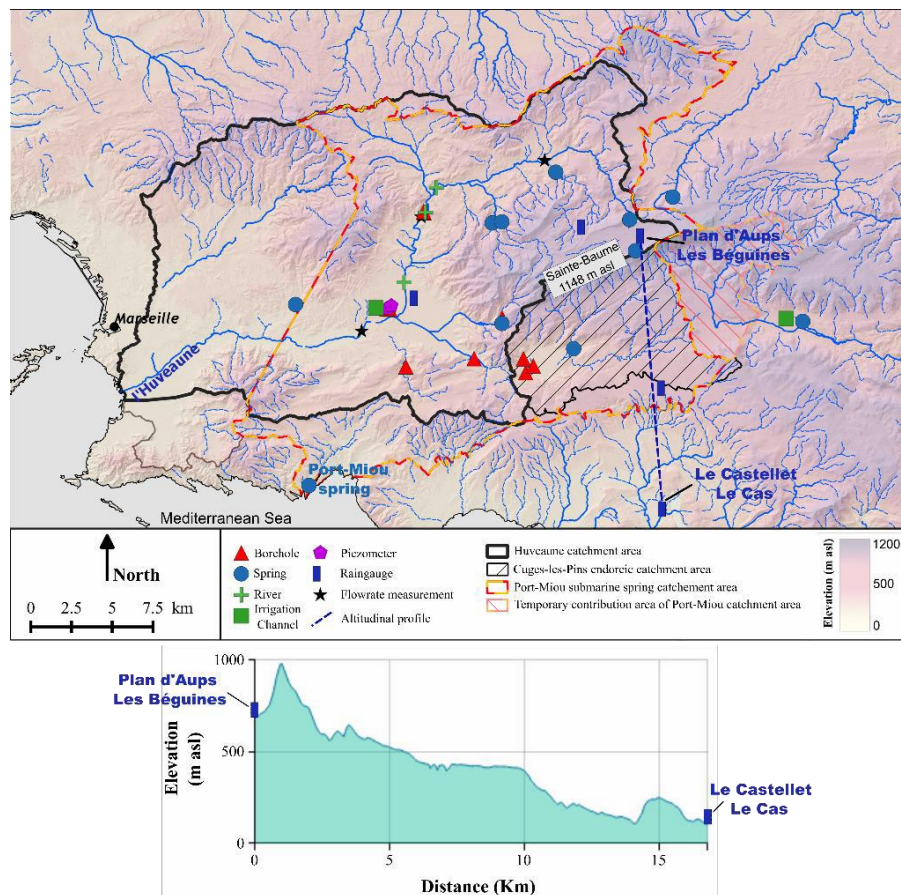 Plan d'Aups
Les Béguines
Sainte-Baume
1148 m asl
Marseille
l'Huveaune
Port-Miou
spring
Le Castellet
Le Cas
Mediterranean Sea
North
0 2.5 5 7.5 km
Borehole
Spring
River
Irrigation
Channel
Piezometer
Raingauge
Flowrate measurement
Altitudinal profile
Huveaune catchment area
Cuges-les-Pins endoreic catchment area
Port-Miou submarine spring catchement area
Temporary contribution area of Port-Miou catchment area
Elevation (m asl)
1200
500
0
Plan d'Aups
Les Béguines
Elevation
(m asl)
1000
500
0
0 5 10 15
Distance (Km)
Le Castellet
Le Cas